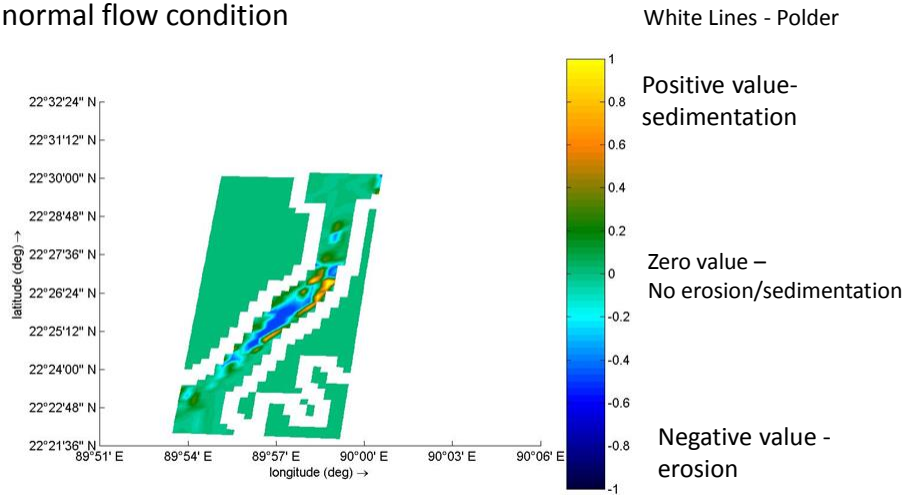 normal flow condition
White Lines - Polder
Positive value-
sedimentation
Zero value –
No erosion/sedimentation
Negative value -
erosion
1
0.8
0.6
0.4
0.2
0
-0.2
-0.4
-0.6
-0.8
-1
latitude (deg) →
22°32'24" N
22°31'12" N
22°30'00" N
22°28'48" N
22°27'36" N
22°26'24" N
22°25'12" N
22°24'00" N
22°22'48" N
22°21'36" N
89°51' E 89°54' E 89°57' E 90°00' E 90°03' E 90°06' E
longitude (deg) →